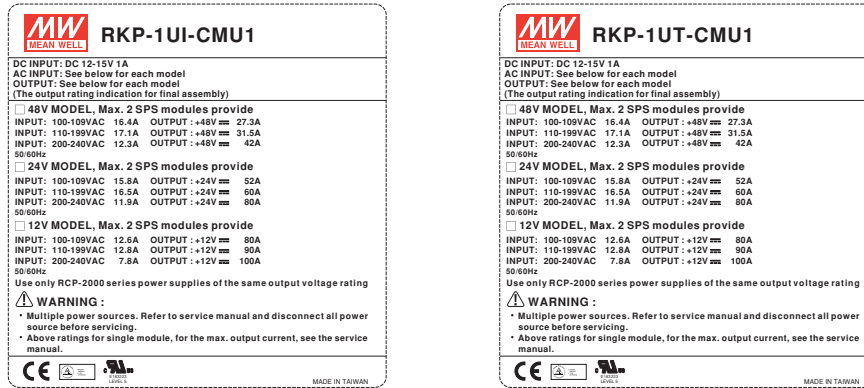 MW
MEAN WELL
RKP-1UI-CMU1
DC INPUT: DC 12-15V 1A
AC INPUT: See below for each model
OUTPUT: See below for each model
(The output rating indication for final assembly)
48V MODEL, Max. 2 SPS modules provide
INPUT: 100-109VAC 16.4A OUTPUT : +48V 27.3A
INPUT: 110-199VAC 17.1A OUTPUT : +48V 31.5A
INPUT: 200-240VAC 12.3A OUTPUT : +48V 42A
50/60Hz
24V MODEL, Max. 2 SPS modules provide
INPUT: 100-109VAC 15.8A OUTPUT : +24V 52A
INPUT: 110-199VAC 16.5A OUTPUT : +24V 60A
INPUT: 200-240VAC 11.9A OUTPUT : +24V 80A
50/60Hz
12V MODEL, Max. 2 SPS modules provide
INPUT: 100-109VAC 12.6A OUTPUT : +12V 80A
INPUT: 110-199VAC 12.8A OUTPUT : +12V 90A
INPUT: 200-240VAC 7.8A OUTPUT : +12V 100A
50/60Hz
Use only RCP-2000 series power supplies of the same output voltage rating
WARNING :
• Multiple power sources. Refer to service manual and disconnect all power
source before servicing.
• Above ratings for single module, for the max. output current, see the service
manual.
CE
c UL us
E183223
LEVEL 5
MADE IN TAIWAN
MW
MEAN WELL
RKP-1UT-CMU1
DC INPUT: DC 12-15V 1A
AC INPUT: See below for each model
OUTPUT: See below for each model
(The output rating indication for final assembly)
48V MODEL, Max. 2 SPS modules provide
INPUT: 100-109VAC 16.4A OUTPUT : +48V 27.3A
INPUT: 110-199VAC 17.1A OUTPUT : +48V 31.5A
INPUT: 200-240VAC 12.3A OUTPUT : +48V 42A
50/60Hz
24V MODEL, Max. 2 SPS modules provide
INPUT: 100-109VAC 15.8A OUTPUT : +24V 52A
INPUT: 110-199VAC 16.5A OUTPUT : +24V 60A
INPUT: 200-240VAC 11.9A OUTPUT : +24V 80A
50/60Hz
12V MODEL, Max. 2 SPS modules provide
INPUT: 100-109VAC 12.6A OUTPUT : +12V 80A
INPUT: 110-199VAC 12.8A OUTPUT : +12V 90A
INPUT: 200-240VAC 7.8A OUTPUT : +12V 100A
50/60Hz
Use only RCP-2000 series power supplies of the same output voltage rating
WARNING :
• Multiple power sources. Refer to service manual and disconnect all power
source before servicing.
• Above ratings for single module, for the max. output current, see the service
manual.
CE
c UL us
E183223
LEVEL 5
MADE IN TAIWAN